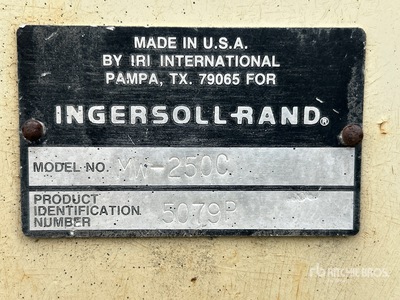 MADE IN U.S.A.
BY IRI INTERNATIONAL
PAMPA, TX. 79065 FOR
INGERSOLL-RAND®
MODEL NO. MW-250C
PRODUCT
IDENTIFICATION
NUMBER 5079P
rb RITCHIE BROS.